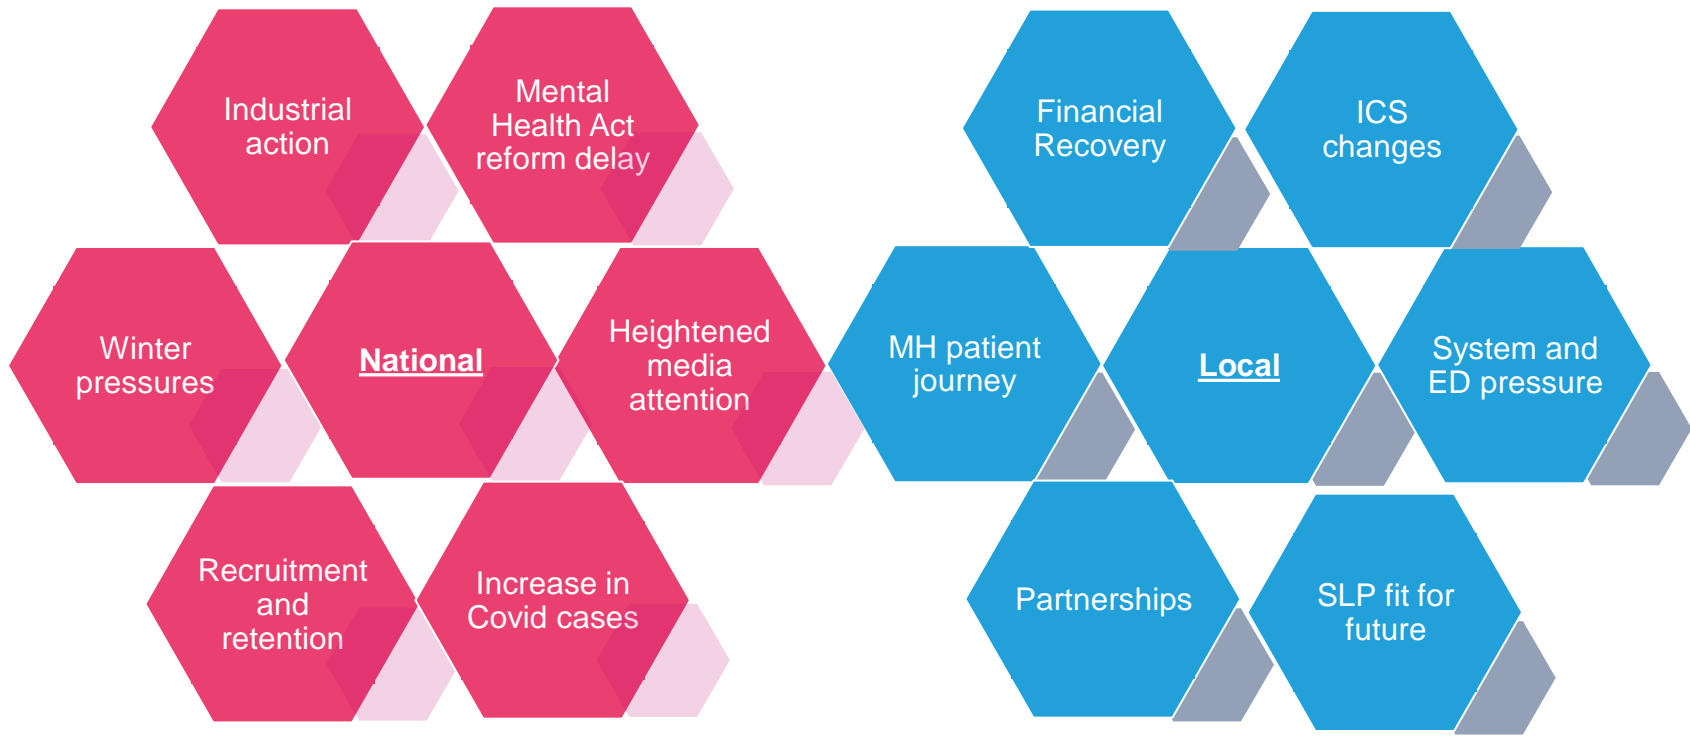 Industrial
action
Mental
Health Act
reform delay
Winter
pressures
National
Heightened
media
attention
Recruitment
and
retention
Increase in
Covid cases
Financial
Recovery
ICS
changes
MH patient
journey
Local
System and
ED pressure
Partnerships
SLP fit for
future